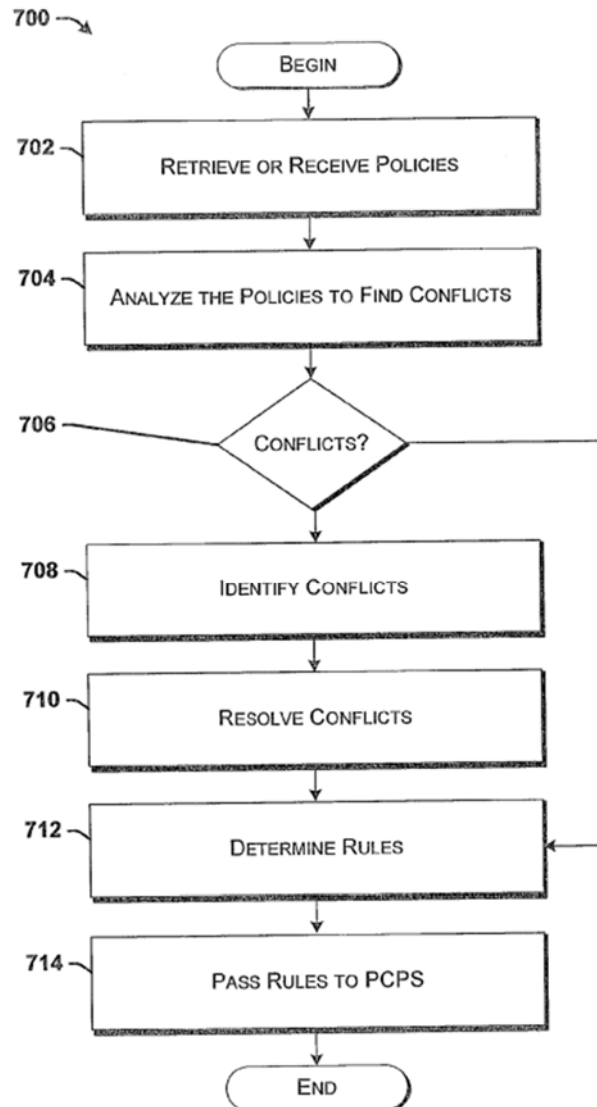 700
BEGIN
702
RETRIEVE OR RECEIVE POLICIES
704
ANALYZE THE POLICIES TO FIND CONFLICTS
706
CONFLICTS?
708
IDENTIFY CONFLICTS
710
RESOLVE CONFLICTS
712
DETERMINE RULES
714
PASS RULES TO PCPS
END